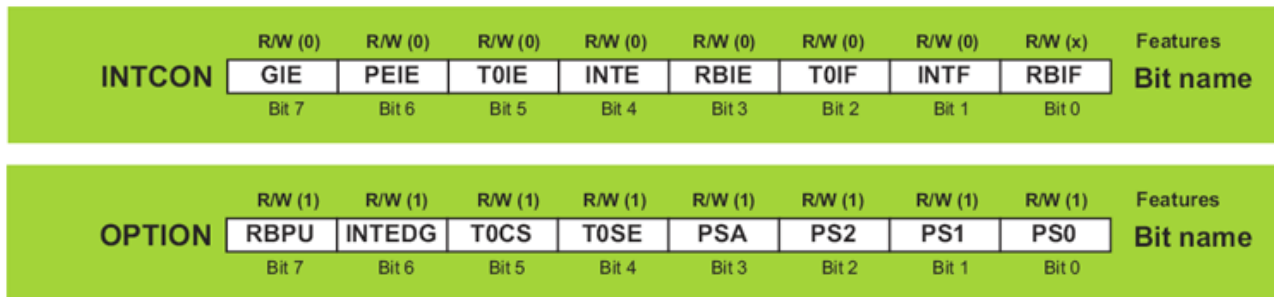 R/W (0) R/W (0) R/W (0) R/W (0) R/W (0) R/W (0) R/W (0) R/W (x) Features
INTCON GIE PEIE T0IE INTE RBIE T0IF INTF RBIF Bit name
Bit 7 Bit 6 Bit 5 Bit 4 Bit 3 Bit 2 Bit 1 Bit 0
R/W (1) R/W (1) R/W (1) R/W (1) R/W (1) R/W (1) R/W (1) R/W (1) Features
OPTION RBPU INTEDG T0CS T0SE PSA PS2 PS1 PS0 Bit name
Bit 7 Bit 6 Bit 5 Bit 4 Bit 3 Bit 2 Bit 1 Bit 0